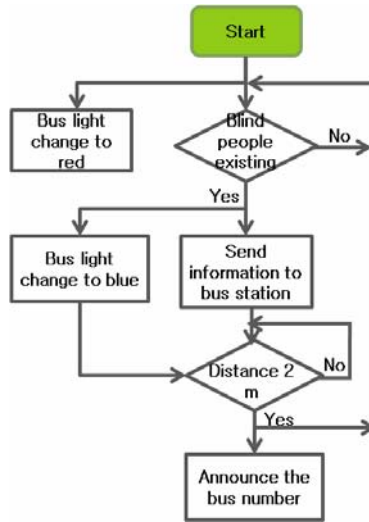 Start
Bus light
change to
red
Blind
people
existing
No
Yes
Bus light
change to blue
Send
information to
bus station
Distance 2
m
No
Yes
Announce the
bus number